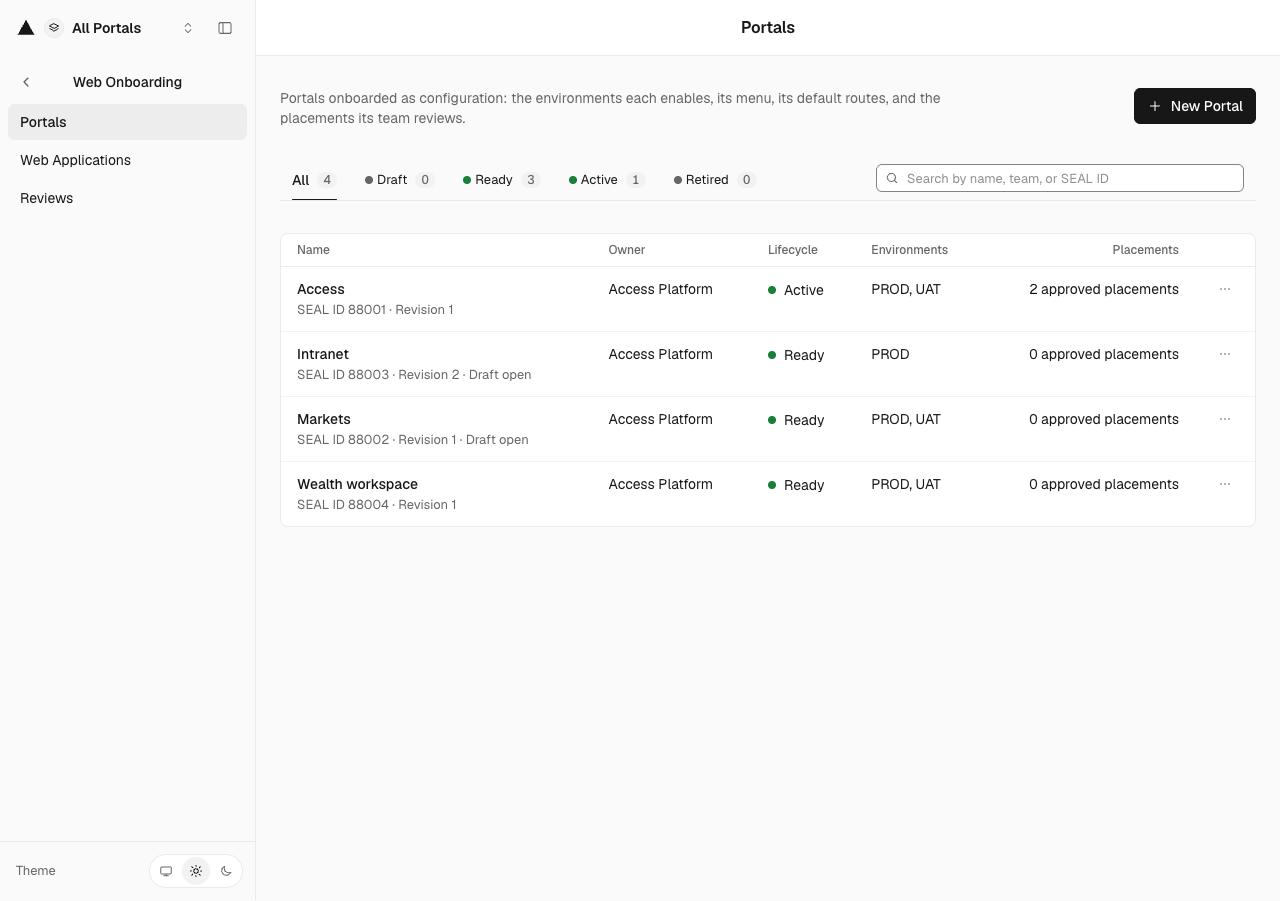 All Portals
Portals
Web Onboarding
Portals
Web Applications
Reviews
Portals onboarded as configuration: the environments each enables, its menu, its default routes, and the
placements its team reviews.
New Portal
All 4 Draft 0 Ready 3 Active 1 Retired 0
Search by name, team, or SEAL ID
Name Owner Lifecycle Environments Placements
Access Access Platform Active PROD, UAT 2 approved placements
SEAL ID 88001 · Revision 1
Intranet Access Platform Ready PROD 0 approved placements
SEAL ID 88003 · Revision 2 · Draft open
Markets Access Platform Ready PROD, UAT 0 approved placements
SEAL ID 88002 · Revision 1 · Draft open
Wealth workspace Access Platform Ready PROD, UAT 0 approved placements
SEAL ID 88004 · Revision 1
Theme